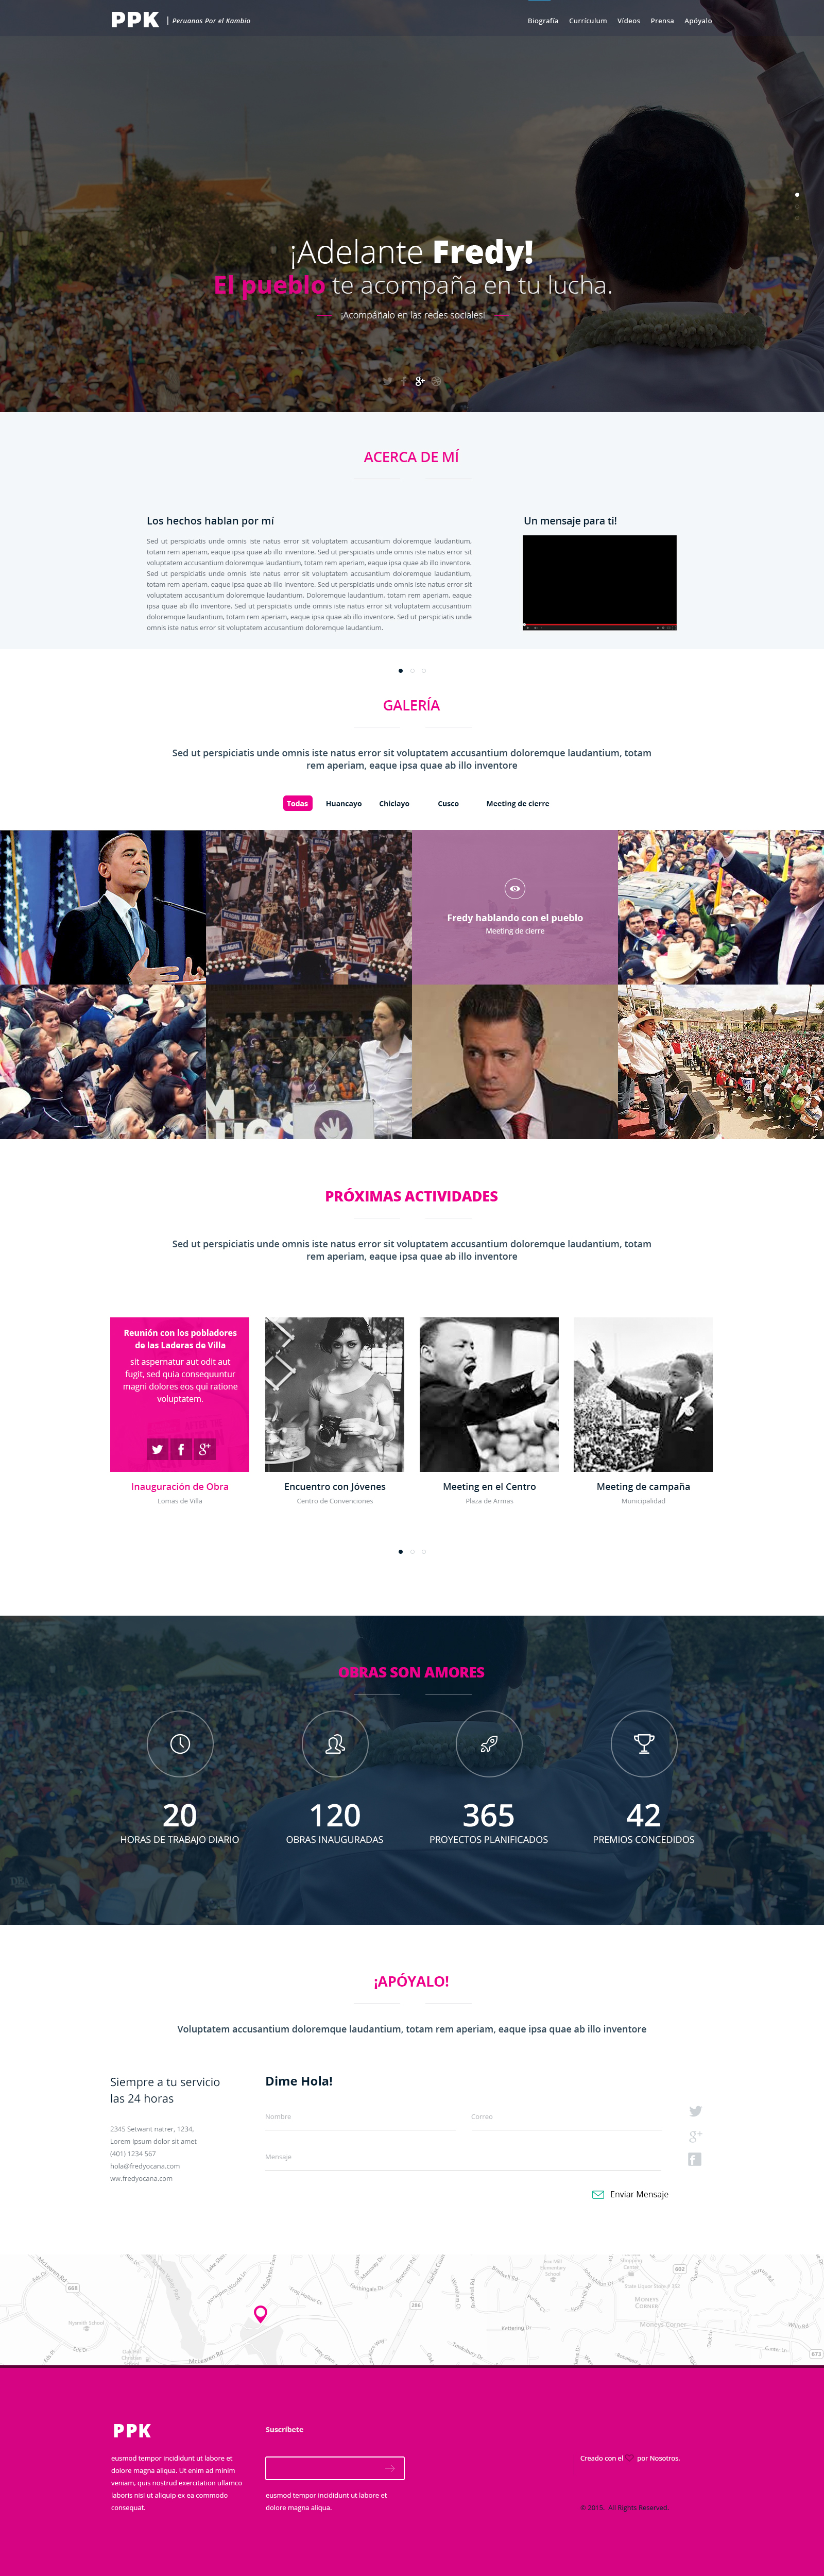 PPK | Peruanos Por el Kambio
Biografía Currículum Vídeos Prensa Apóyalo
¡Adelante Fredy!
El pueblo te acompaña en tu lucha.
¡Acompáñalo en las redes sociales!
ACERCA DE MÍ
Los hechos hablan por mí
Sed ut perspiciatis unde omnis iste natus error sit voluptatem accusantium doloremque laudantium,
totam rem aperiam, eaque ipsa quae ab illo inventore. Sed ut perspiciatis unde omnis iste natus error sit
voluptatem accusantium doloremque laudantium, totam rem aperiam, eaque ipsa quae ab illo inventore.
Sed ut perspiciatis unde omnis iste natus error sit voluptatem accusantium doloremque laudantium,
totam rem aperiam, eaque ipsa quae ab illo inventore. Sed ut perspiciatis unde omnis iste natus error sit
voluptatem accusantium doloremque laudantium. Doloremque laudantium, totam rem aperiam, eaque
ipsa quae ab illo inventore. Sed ut perspiciatis unde omnis iste natus error sit voluptatem accusantium
doloremque laudantium, totam rem aperiam, eaque ipsa quae ab illo inventore. Sed ut perspiciatis unde
omnis iste natus error sit voluptatem accusantium doloremque laudantium.
Un mensaje para ti!
GALERÍA
Sed ut perspiciatis unde omnis iste natus error sit voluptatem accusantium doloremque laudantium, totam
rem aperiam, eaque ipsa quae ab illo inventore
Todas Huancayo Chiclayo Cusco Meeting de cierre
Fredy hablando con el pueblo
Meeting de cierre
PRÓXIMAS ACTIVIDADES
Sed ut perspiciatis unde omnis iste natus error sit voluptatem accusantium doloremque laudantium, totam
rem aperiam, eaque ipsa quae ab illo inventore
Reunión con los pobladores
de las Laderas de Villa
sit aspernatur aut odit aut
fugit, sed quia consequuntur
magni dolores eos qui ratione
voluptatem.
Inauguración de Obra
Lomas de Villa
Encuentro con Jóvenes
Centro de Convenciones
Meeting en el Centro
Plaza de Armas
Meeting de campaña
Municipalidad
OBRAS SON AMORES
20
HORAS DE TRABAJO DIARIO
120
OBRAS INAUGURADAS
365
PROYECTOS PLANIFICADOS
42
PREMIOS CONCEDIDOS
¡APÓYALO!
Voluptatem accusantium doloremque laudantium, totam rem aperiam, eaque ipsa quae ab illo inventore
Siempre a tu servicio
las 24 horas
2345 Setwant natrer, 1234,
Lorem Ipsum dolor sit amet
(401) 1234 567
hola@fredyocana.com
ww.fredyocana.com
Dime Hola!
Nombre
Correo
Mensaje
Enviar Mensaje
McLearen Rd
668
286
602
Kettering Dr
Moneys Corner
McLearen Rd
673
PPK
eusmod tempor incididunt ut labore et
dolore magna aliqua. Ut enim ad minim
veniam, quis nostrud exercitation ullamco
laboris nisi ut aliquip ex ea commodo
consequat.
Suscríbete
eusmod tempor incididunt ut labore et
dolore magna aliqua.
Creado con el por Nosotros.
© 2015. All Rights Reserved.